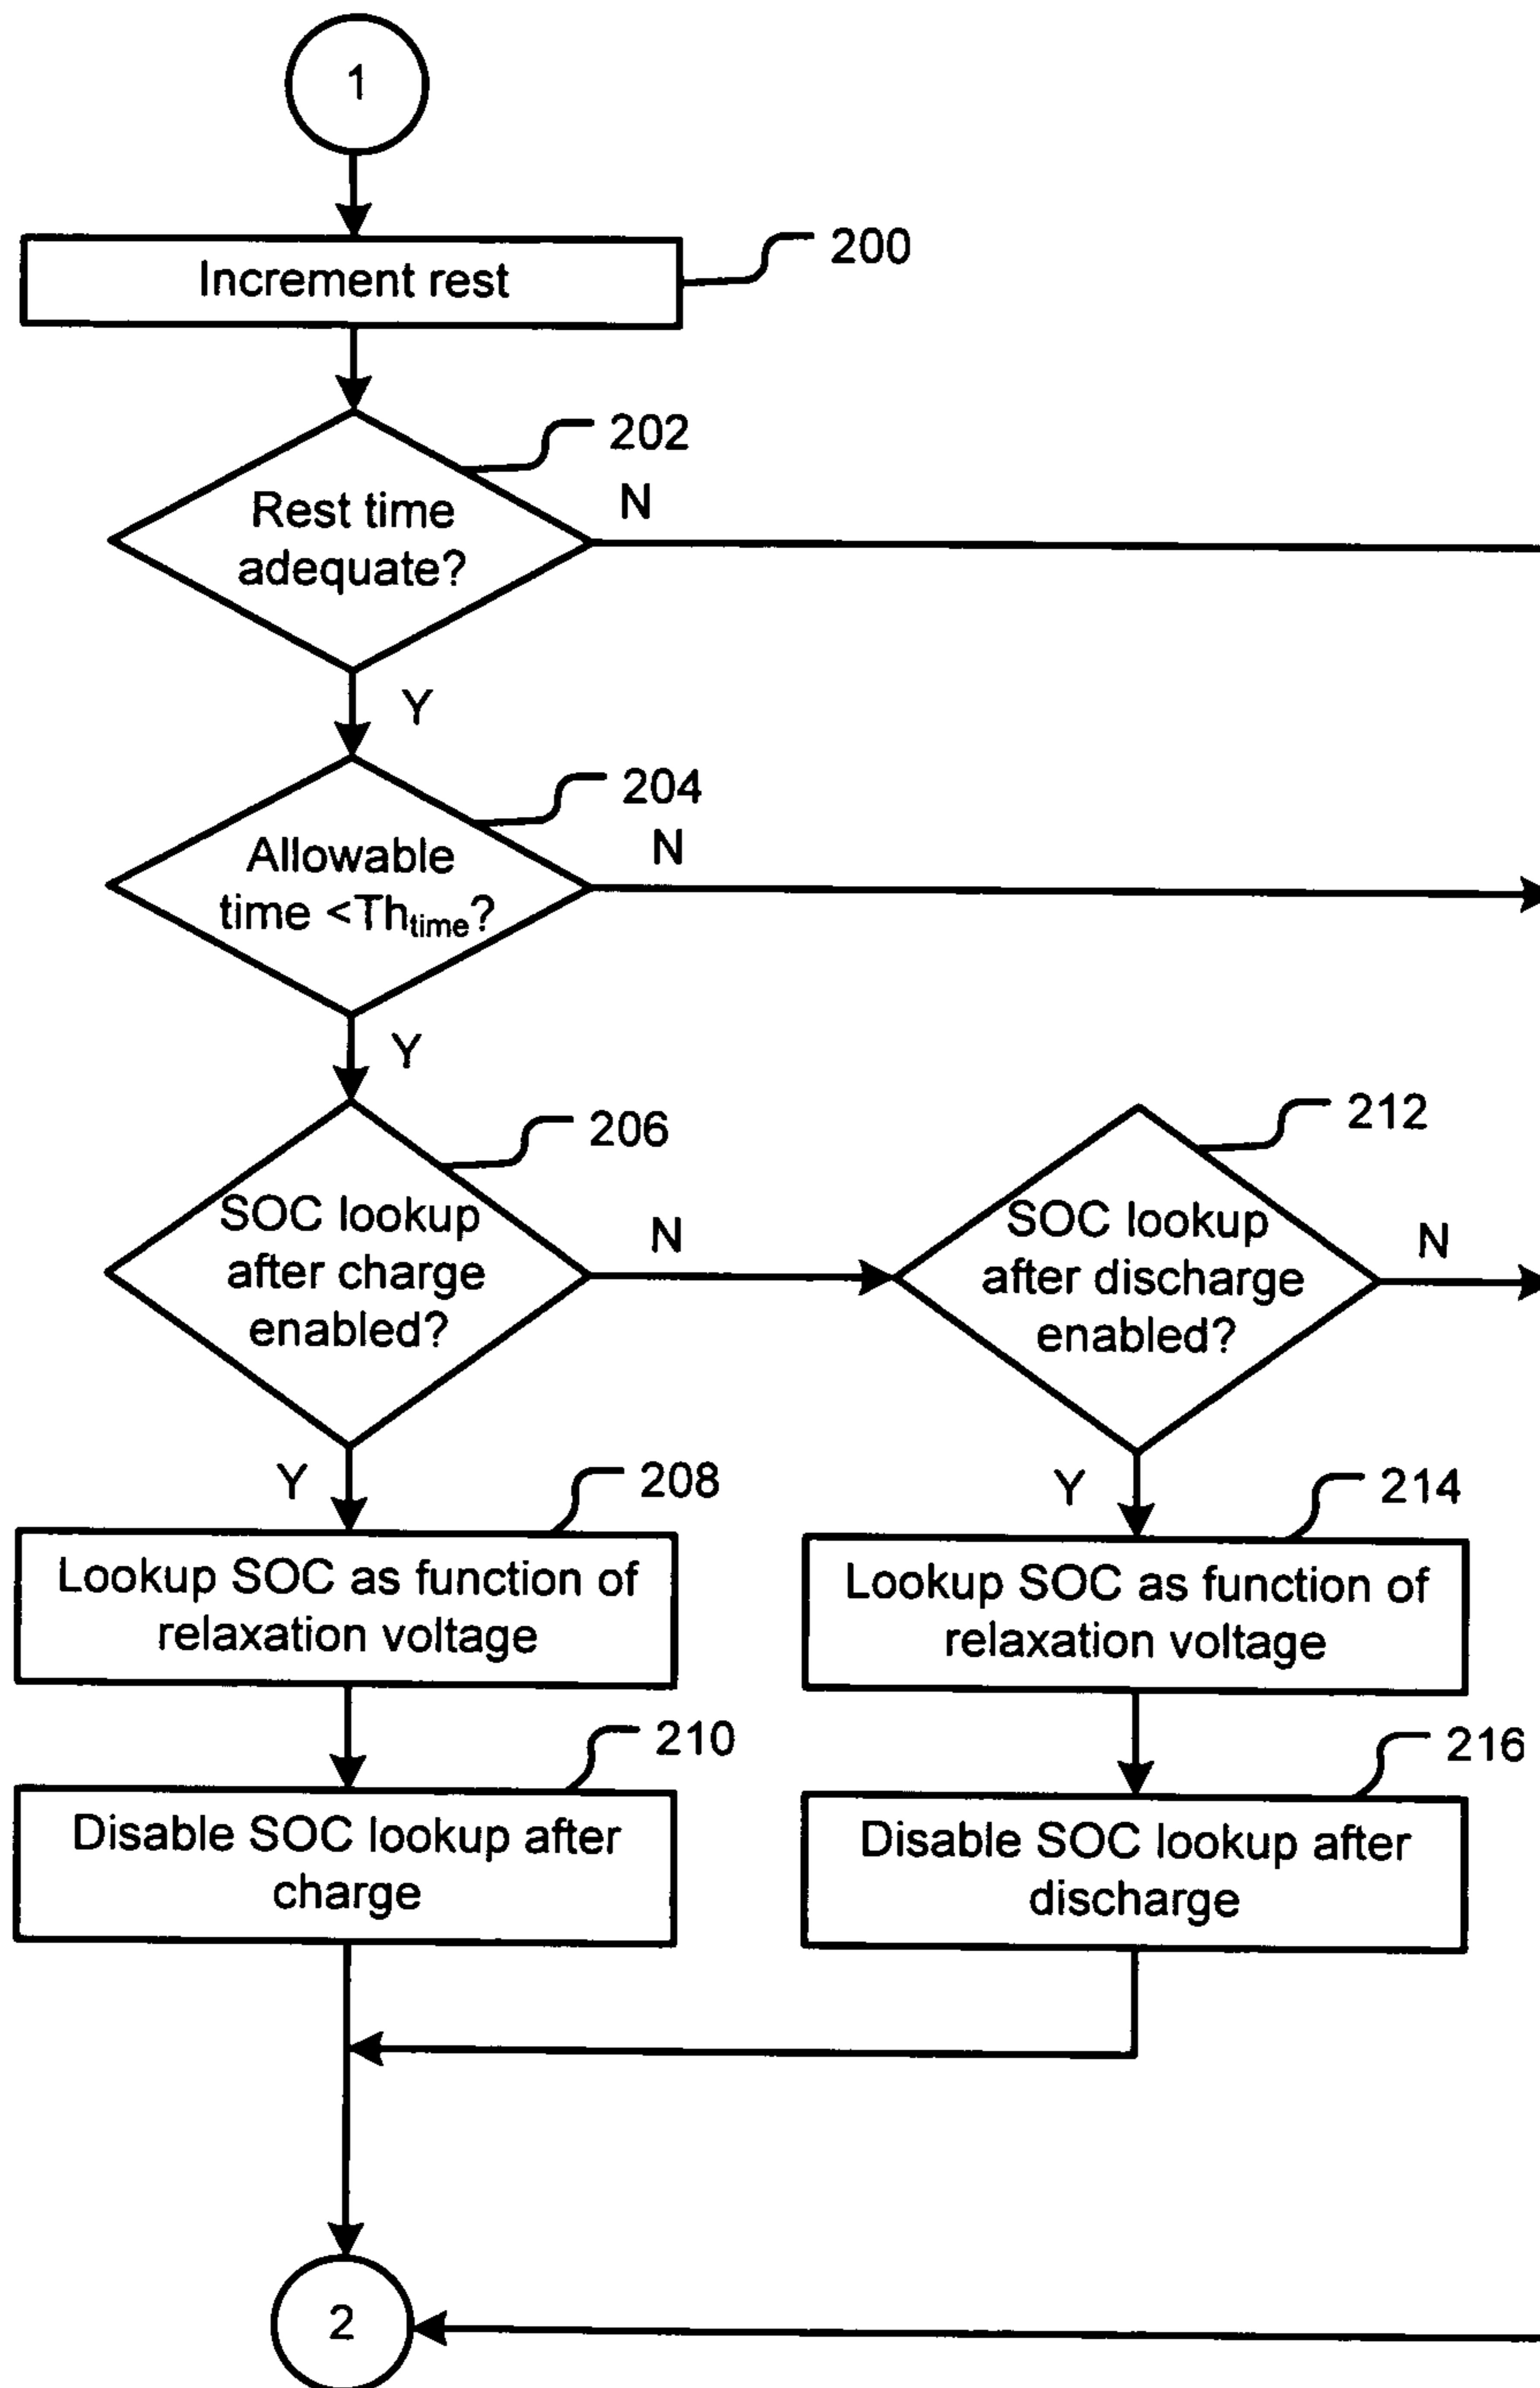 1
Increment rest
200
202
Rest time
adequate?
N
Y
204
Allowable
time <Th_time?
N
Y
206
SOC lookup
after charge
enabled?
N
Y
212
SOC lookup
after discharge
enabled?
N
Y
208
Lookup SOC as function of
relaxation voltage
210
Disable SOC lookup after
charge
214
Lookup SOC as function of
relaxation voltage
216
Disable SOC lookup after
discharge
2